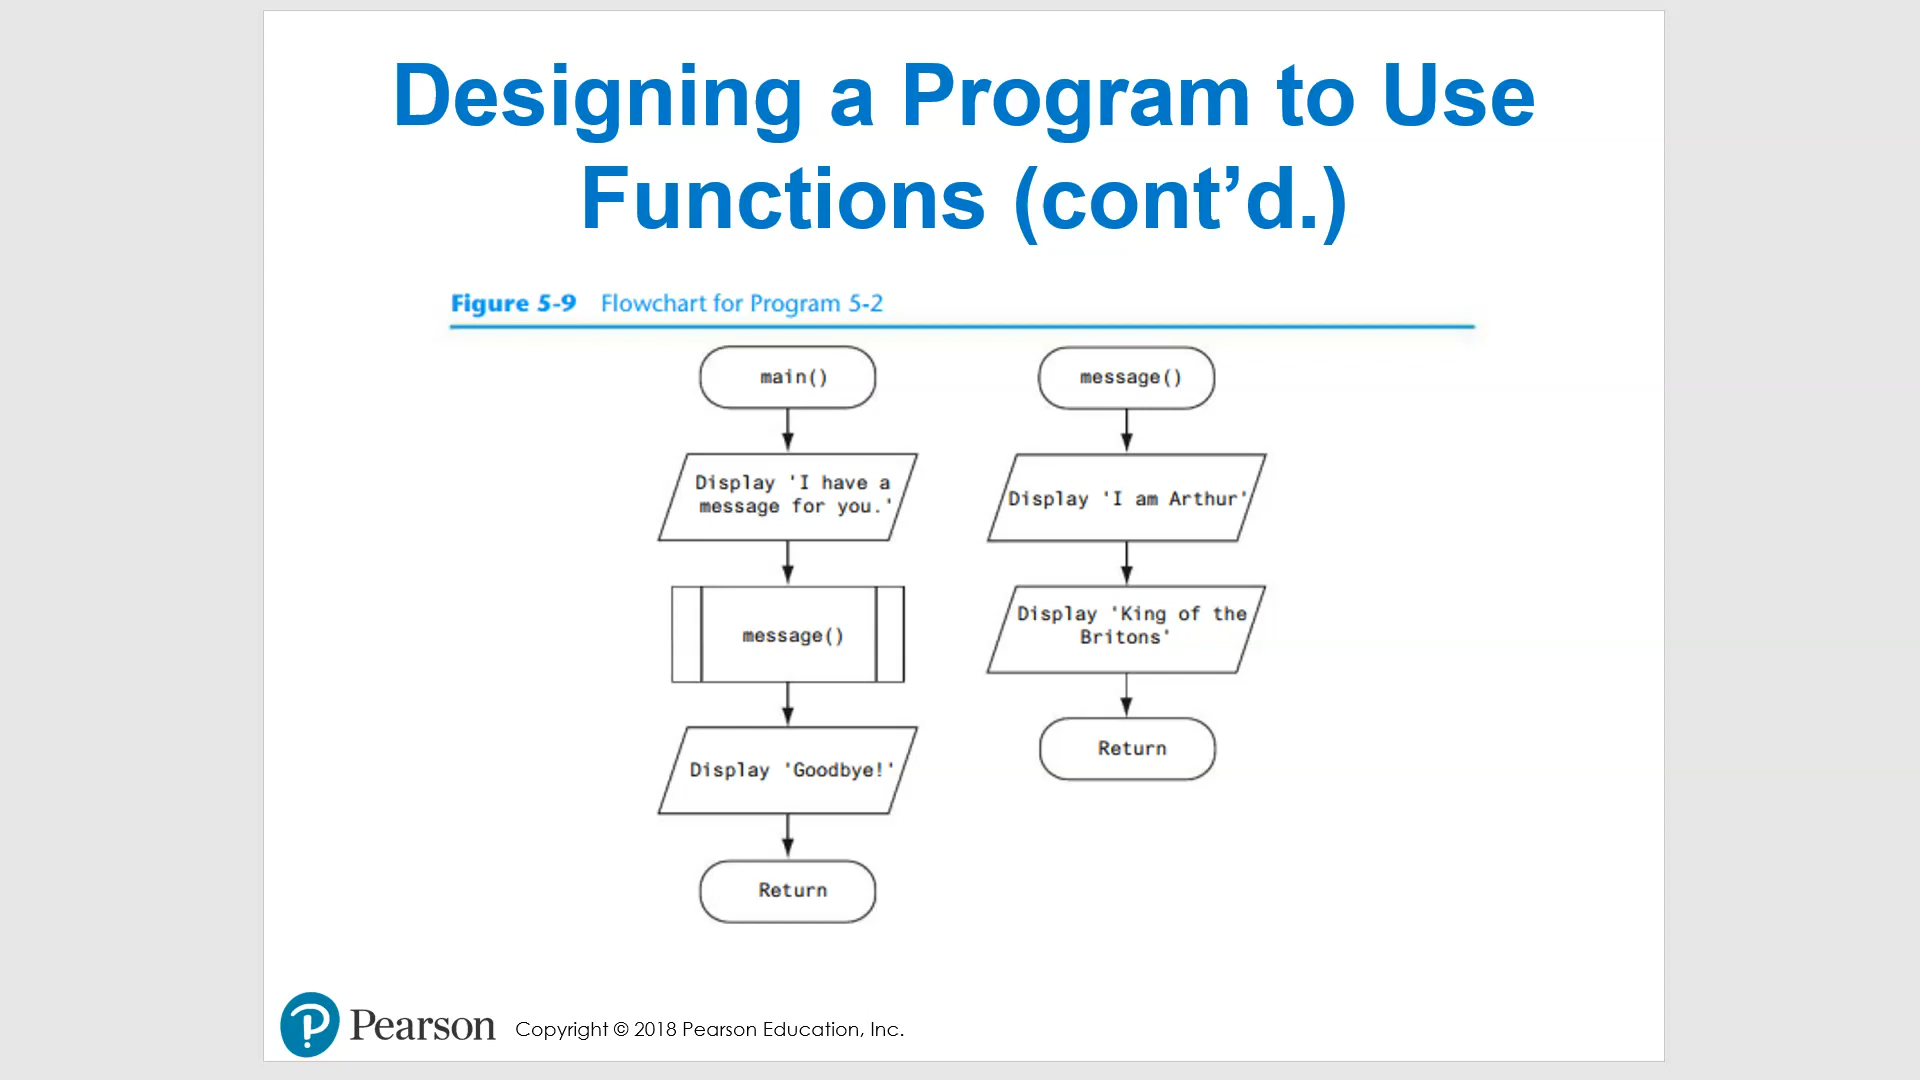 Designing a Program to Use
Functions (cont’d.)
Figure 5-9 Flowchart for Program 5-2
main()
Display 'I have a
message for you.'
message()
Display 'Goodbye!'
Return
message()
Display 'I am Arthur'
Display 'King of the
Britons'
Return
Pearson
Copyright © 2018 Pearson Education, Inc.